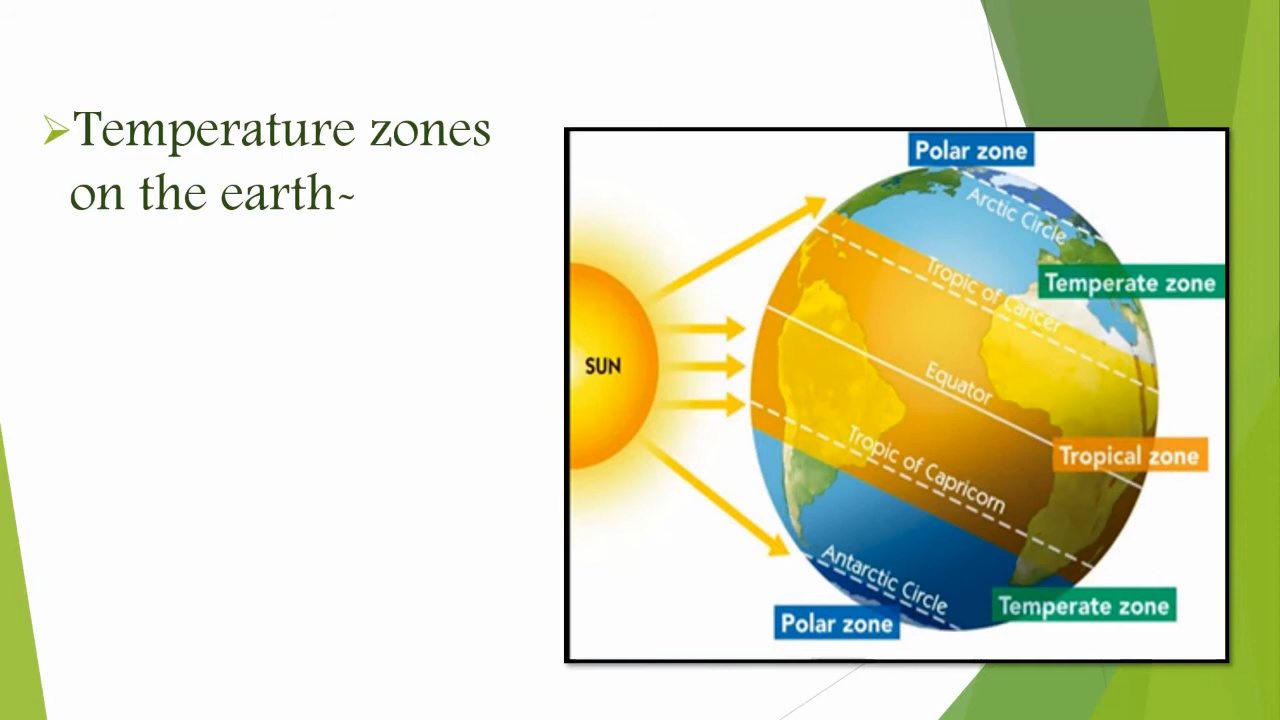 ➢Temperature zones
on the earth~
Polar zone
Arctic Circle
Temperate zone
Tropic of Cancer
SUN
Equator
Tropical zone
Tropic of Capricorn
Antarctic Circle
Temperate zone
Polar zone